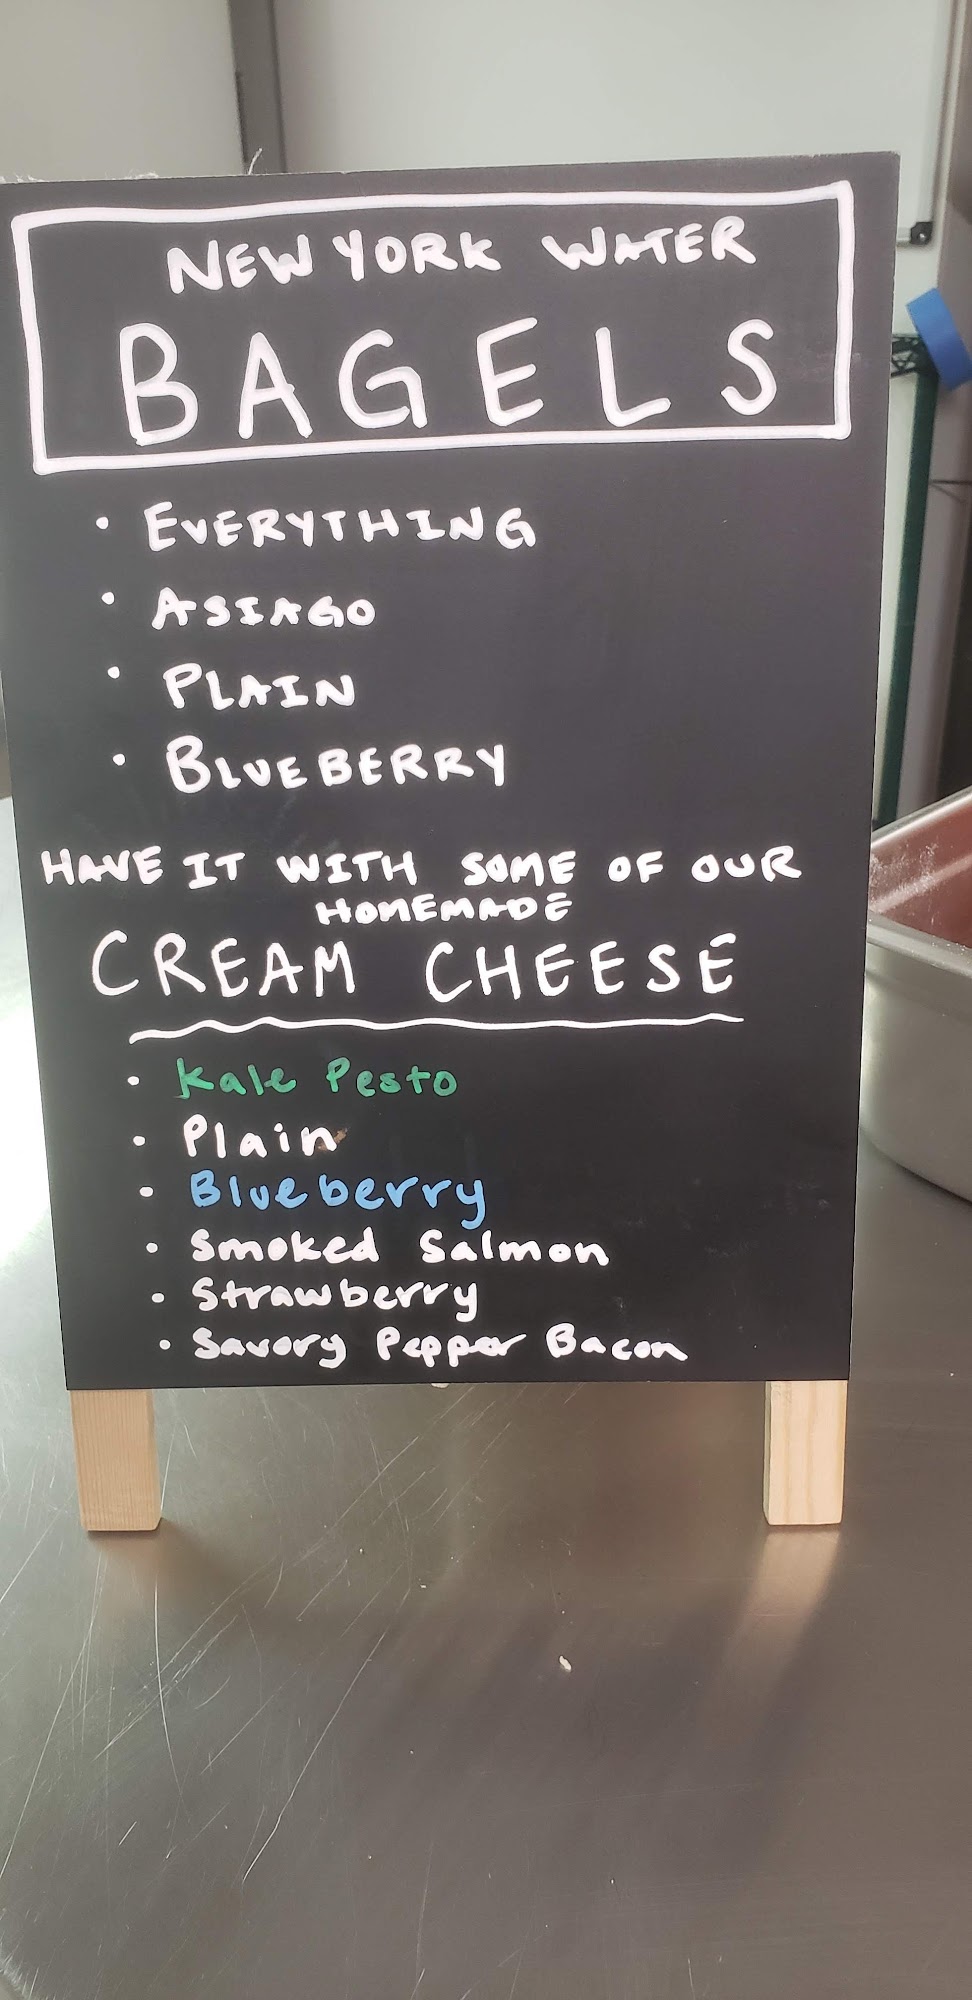 NEW YORK WATER
BAGELS
• EVERYTHING
• ASIAGO
• PLAIN
• BLUEBERRY
HAVE IT WITH SOME OF OUR
HOMEMADE
CREAM CHEESE
• Kale Pesto
• Plain
• Blueberry
• Smoked Salmon
• Strawberry
• Savory Pepper Bacon